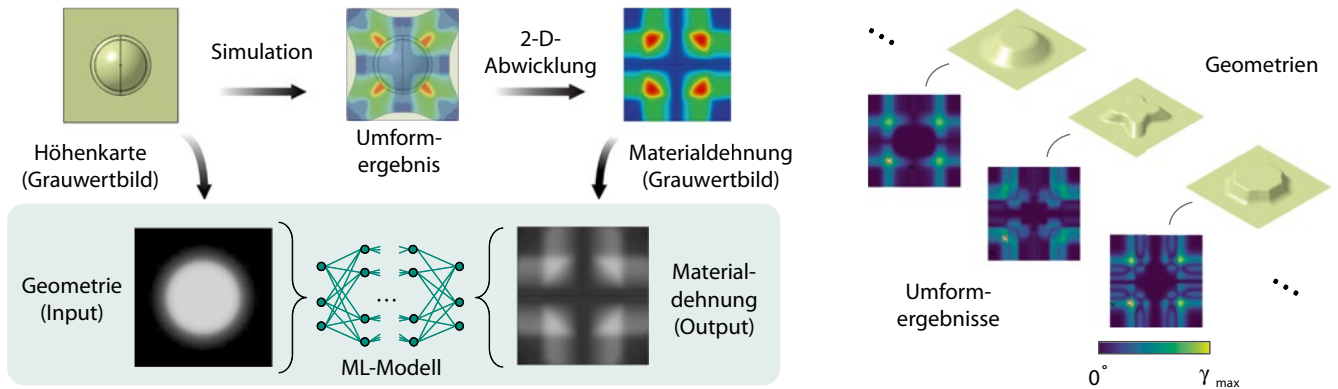 Simulation
2-D-
Abwicklung
Umform-
ergebnis
Höhenkarte
(Grauwertbild)
Materialdehnung
(Grauwertbild)
Geometrie
(Input)
...
ML-Modell
Material-
dehnung
(Output)
Geometrien
Umform-
ergebnisse
0°
γ max